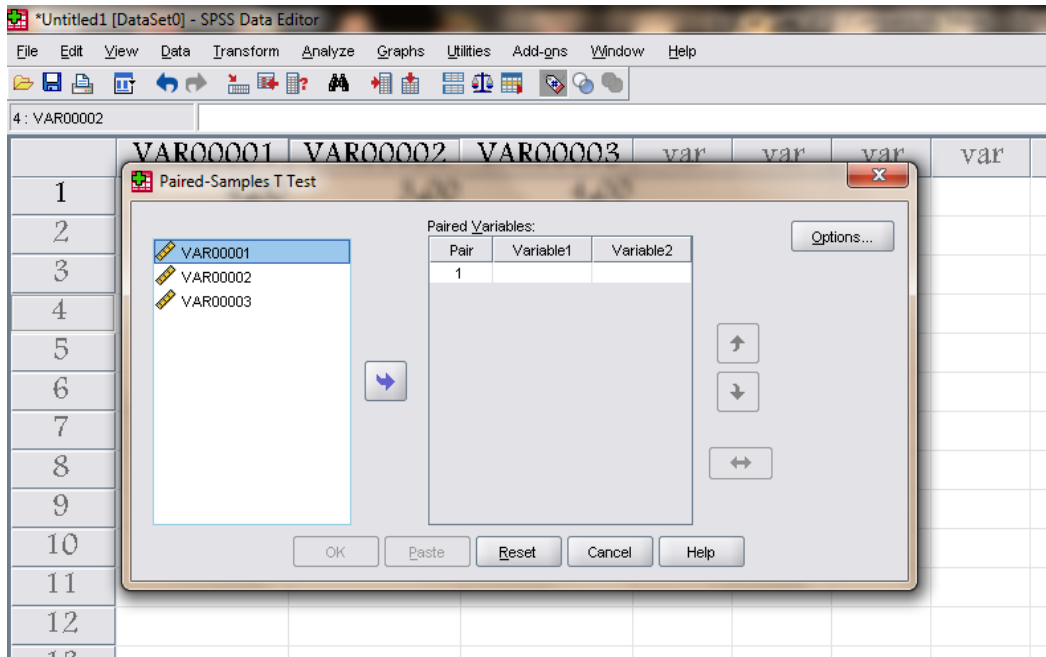 *Untitled1 [DataSet0] - SPSS Data Editor
File Edit View Data Transform Analyze Graphs Utilities Add-ons Window Help
4 : VAR00002
VAR00001 VAR00002 VAR00003 var var var var
Paired-Samples T Test
x
1
2
3
4
5
6
7
8
9
10
11
12
VAR00001
VAR00002
VAR00003
Paired Variables:
Pair Variable1 Variable2
1
Options...
OK Paste Reset Cancel Help